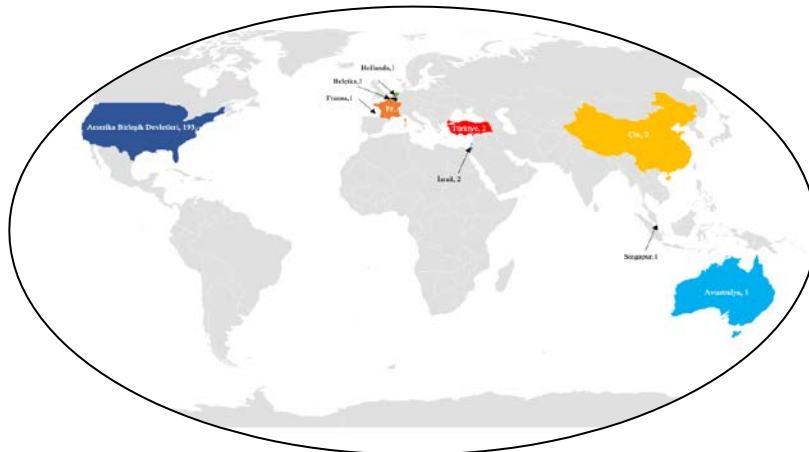 Hollanda, 1
Belçika, 1
Fransa, 1
Fr.
Amerika Birleşik Devletleri, 193
Türkiye, 2
Çin, 2
İsrail, 2
Singapur, 1
Avustralya, 1